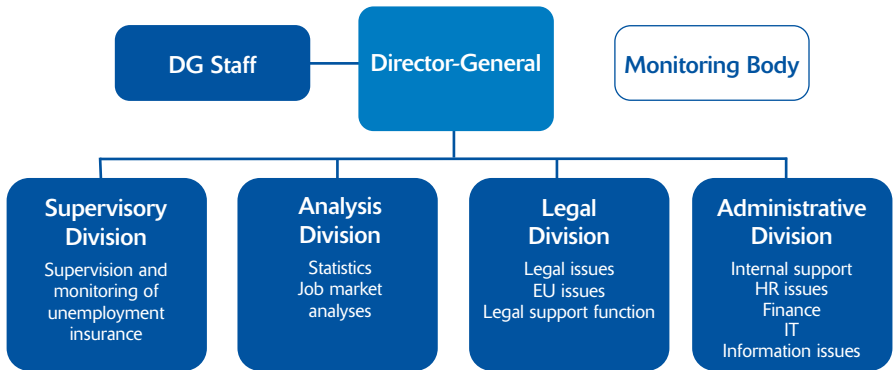 DG Staff
Director-General
Monitoring Body
Supervisory
Division
Supervision and
monitoring of
unemployment
insurance
Analysis
Division
Statistics
Job market
analyses
Legal
Division
Legal issues
EU issues
Legal support function
Administrative
Division
Internal support
HR issues
Finance
IT
Information issues